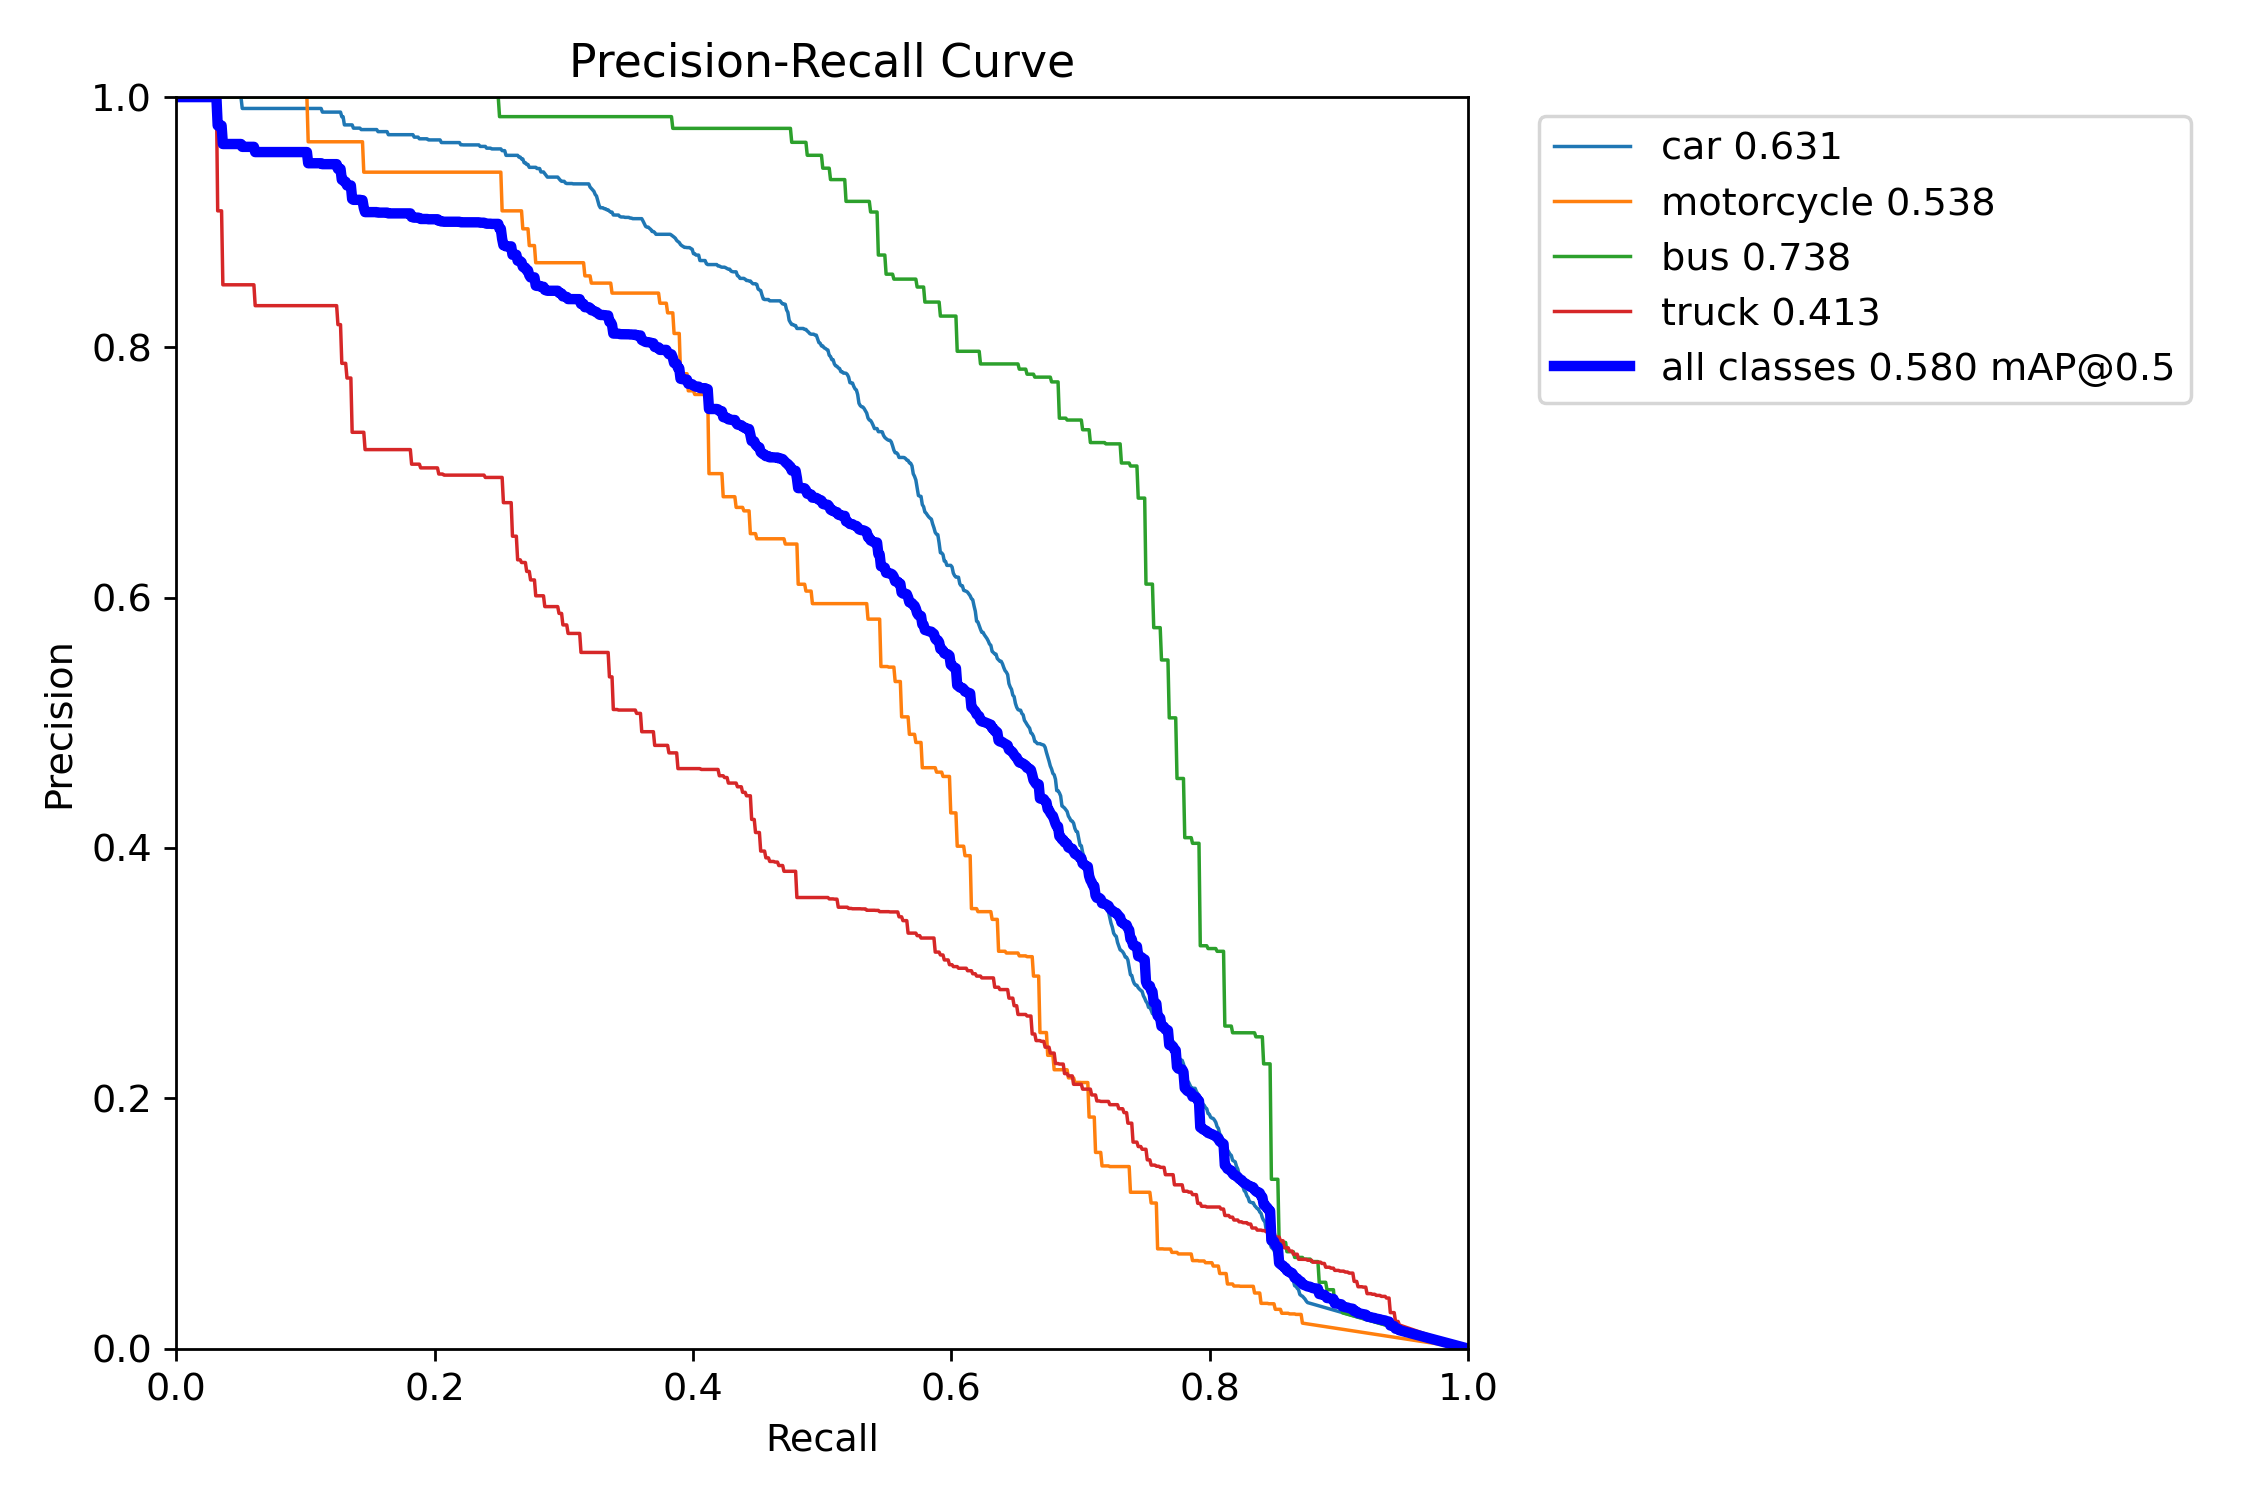 Precision-Recall Curve
1.0
0.8
0.6
0.4
0.2
0.0
Precision
0.0 0.2 0.4 0.6 0.8 1.0
Recall
car 0.631
motorcycle 0.538
bus 0.738
truck 0.413
all classes 0.580 mAP@0.5